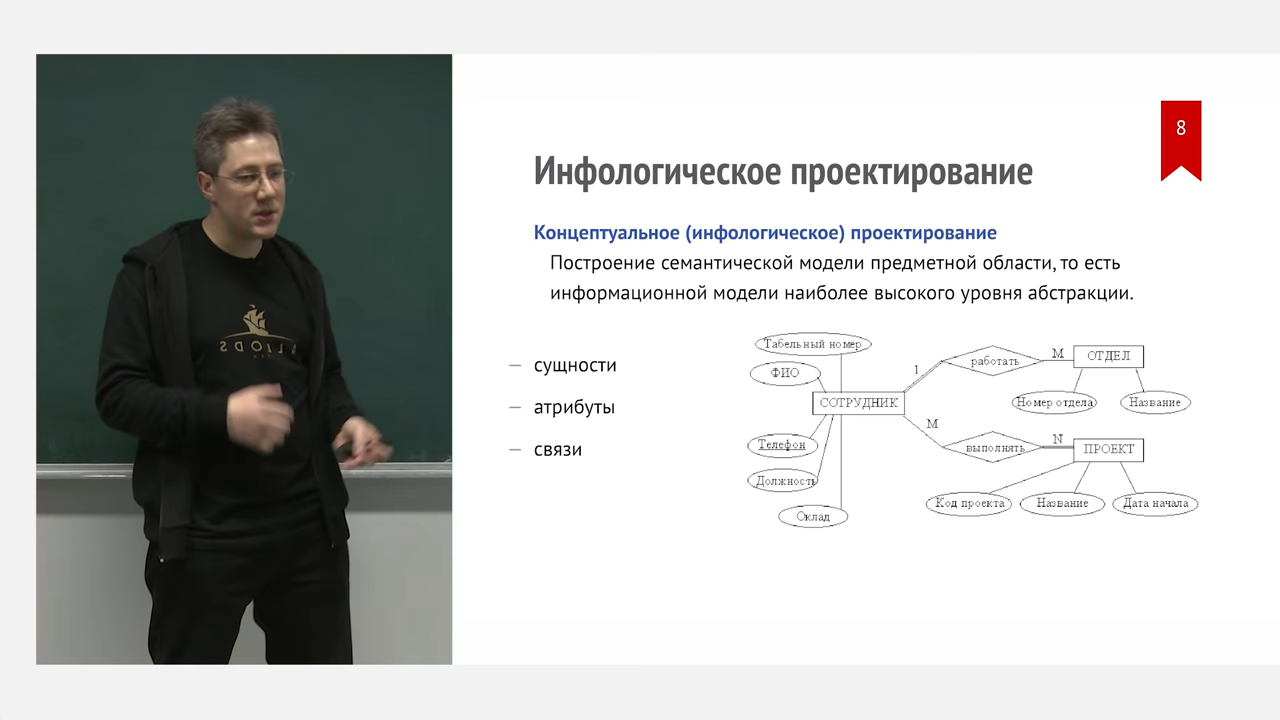 8
Инфологическое проектирование
Концептуальное (инфологическое) проектирование
Построение семантической модели предметной области, то есть
информационной модели наиболее высокого уровня абстракции.
– сущности
– атрибуты
– связи
Табельный номер
ФИО
СОТРУДНИК
Телефон
Должность
Оклад
1
работать
М
ОТДЕЛ
Номер отдела
Название
М
выполнять
N
ПРОЕКТ
Код проекта
Название
Дата начала